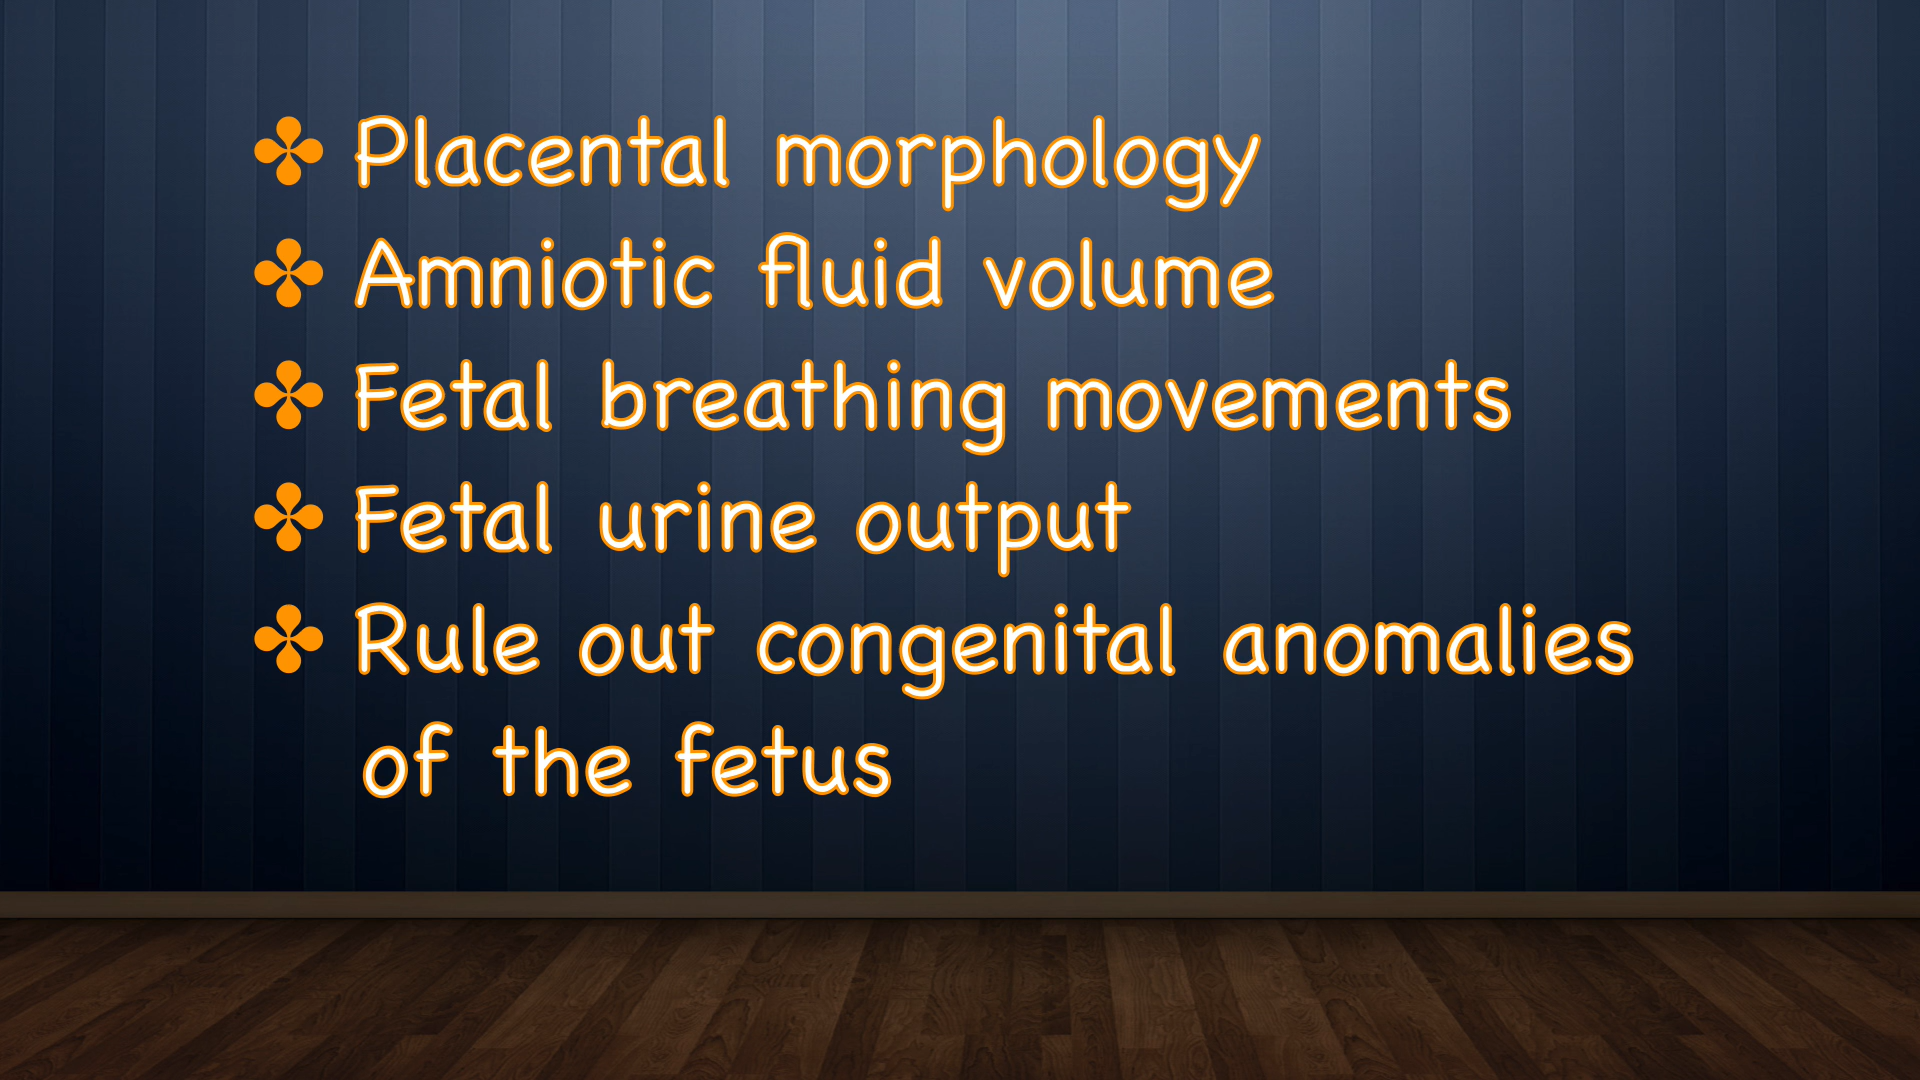 ✤ Placental morphology
✤ Amniotic fluid volume
✤ Fetal breathing movements
✤ Fetal urine output
✤ Rule out congenital anomalies
of the fetus